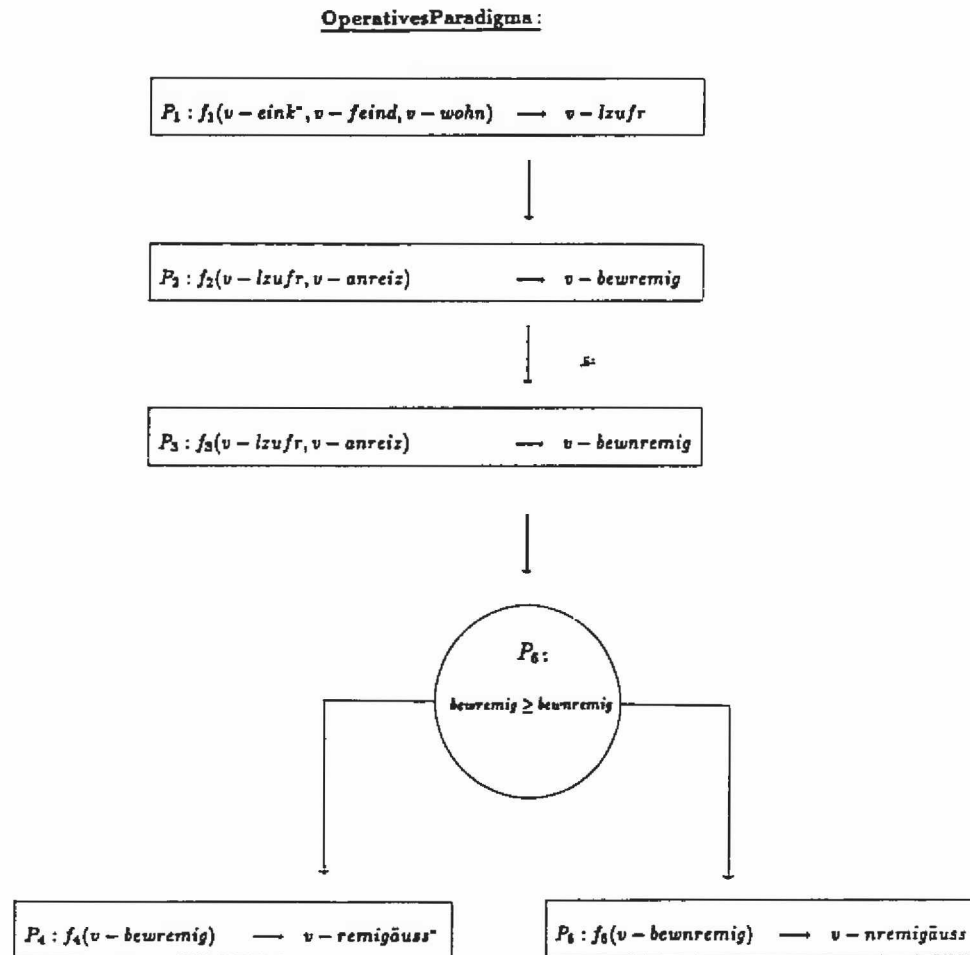 OperativesParadigma:
P₁ : f₁(v − eink*, v − feind, v − wohn) → v − lzufr
P₂ : f₂(v − lzufr, v − anreiz) → v − bewremig
P₃ : f₃(v − lzufr, v − anreiz) → v − bewnremig
P₆ :
bewremig ≥ bewnremig
P₄ : f₄(v − bewremig) → v − remigäuss*
P₅ : f₅(v − bewnremig) → v − nremigäuss